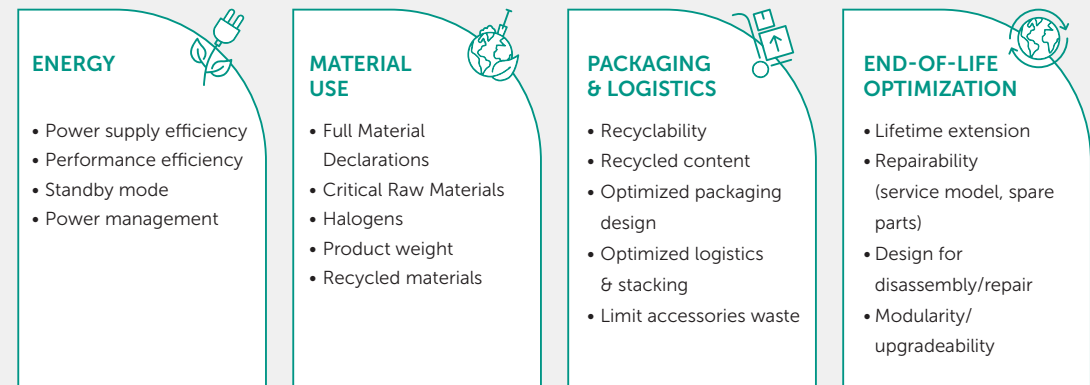 ENERGY
• Power supply efficiency
• Performance efficiency
• Standby mode
• Power management
MATERIAL
USE
• Full Material
Declarations
• Critical Raw Materials
• Halogens
• Product weight
• Recycled materials
PACKAGING
& LOGISTICS
• Recyclability
• Recycled content
• Optimized packaging
design
• Optimized logistics
& stacking
• Limit accessories waste
END-OF-LIFE
OPTIMIZATION
• Lifetime extension
• Repairability
(service model, spare
parts)
• Design for
disassembly/repair
• Modularity/
upgradeability